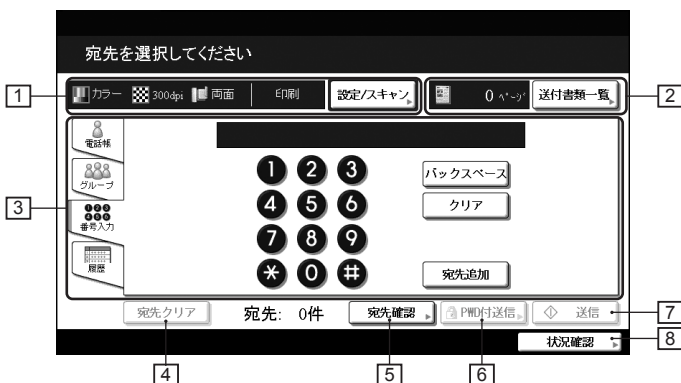 宛先を選択してください
1 カラー 300dpi 両面 印刷 設定/スキャン 0 ページ 送付書類一覧 2
電話帳
グループ
3
番号入力
履歴
1 2 3
4 5 6
7 8 9
* 0 #
バックスペース
クリア
宛先追加
宛先クリア 宛先: 0件 宛先確認 PWD付送信 送信 7
状況確認 8
4 5 6